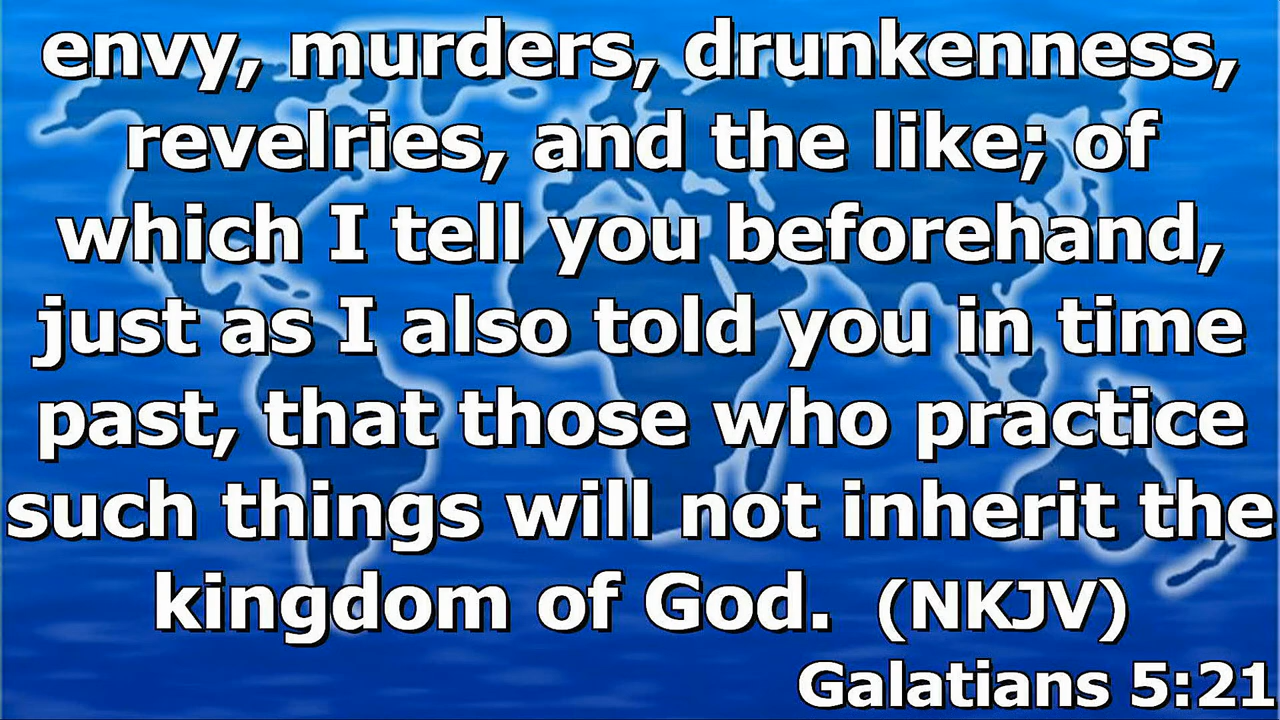 envy, murders, drunkenness,
revelries, and the like; of
which I tell you beforehand,
just as I also told you in time
past, that those who practice
such things will not inherit the
kingdom of God. (NKJV)
Galatians 5:21